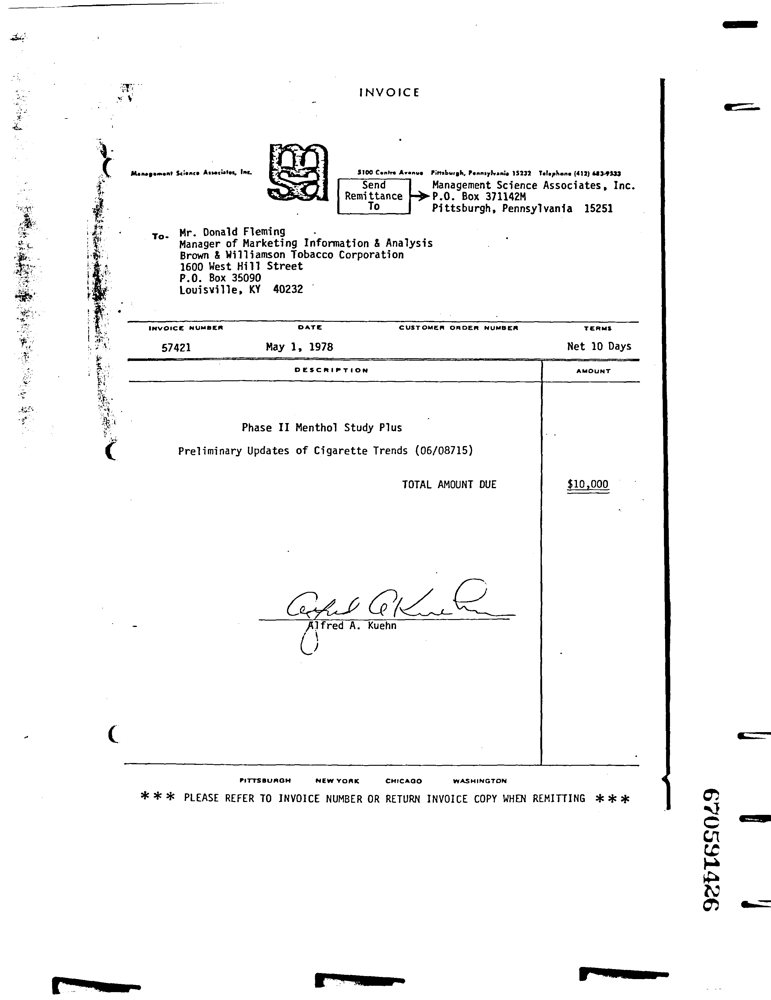 INVOICE
msa
Management Science Associates, Inc.
5100 Centre Avenue Pittsburgh, Pennsylvania 15232 Telephone (412) 683-9533
Send Remittance To
Management Science Associates, Inc.
P.O. Box 371142M
Pittsburgh, Pennsylvania 15251
To- Mr. Donald Fleming
Manager of Marketing Information & Analysis
Brown & Williamson Tobacco Corporation
1600 West Hill Street
P.O. Box 35090
Louisville, KY 40232
INVOICE NUMBER DATE CUSTOMER ORDER NUMBER TERMS
57421 May 1, 1978 Net 10 Days
DESCRIPTION AMOUNT
Phase II Menthol Study Plus
Preliminary Updates of Cigarette Trends (06/08715)
TOTAL AMOUNT DUE $10,000
Alfred A. Kuehn
PITTSBURGH NEW YORK CHICAGO WASHINGTON
*** PLEASE REFER TO INVOICE NUMBER OR RETURN INVOICE COPY WHEN REMITTING ***
670591426